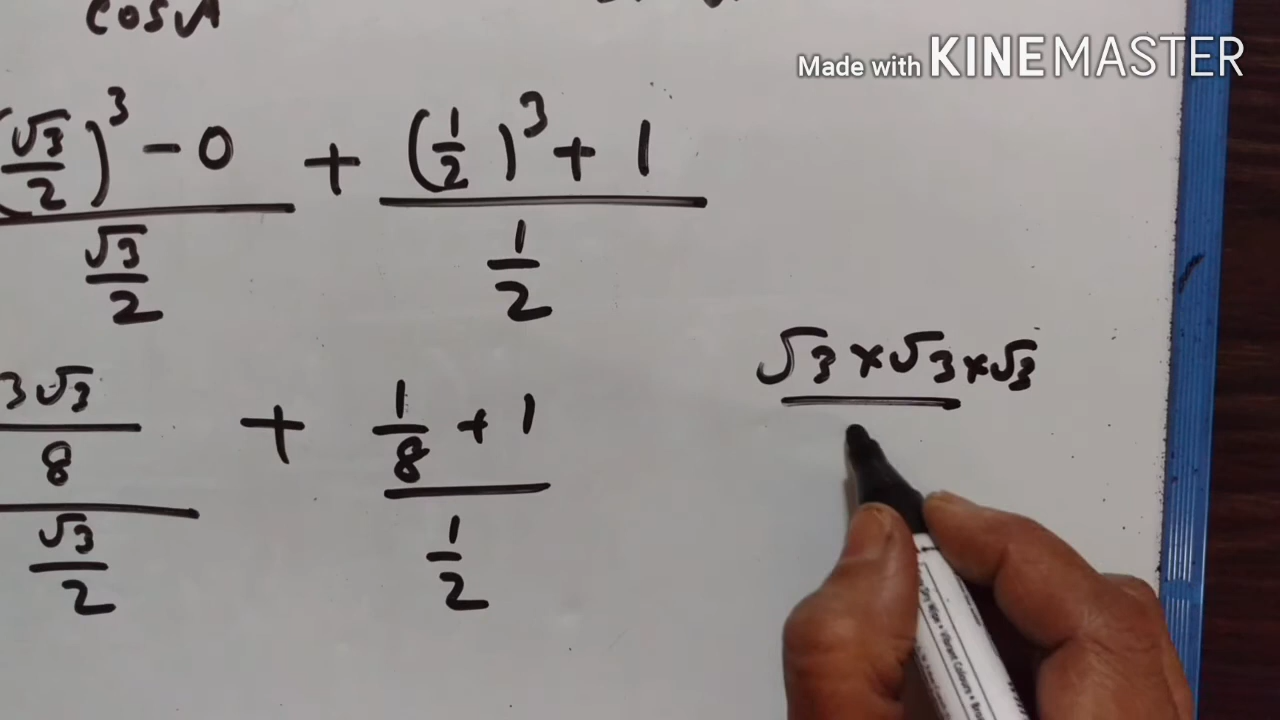 cosA
Made with KINEMASTER
(√3/2)³ - 0 / √3/2 + (1/2)³ + 1 / 1/2
√3 × √3 × √3
3√3/8 / √3/2 + 1/8 + 1 / 1/2